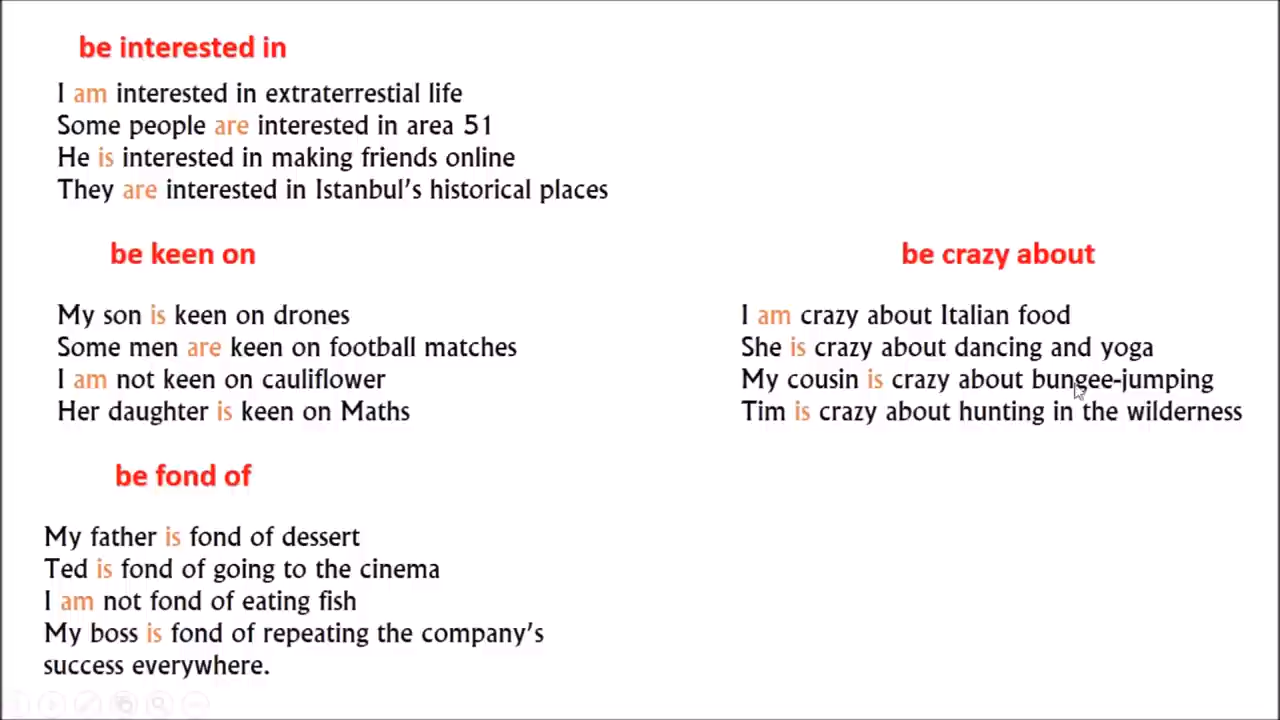 be interested in
I am interested in extraterrestial life
Some people are interested in area 51
He is interested in making friends online
They are interested in Istanbul's historical places
be keen on
My son is keen on drones
Some men are keen on football matches
I am not keen on cauliflower
Her daughter is keen on Maths
be crazy about
I am crazy about Italian food
She is crazy about dancing and yoga
My cousin is crazy about bungee-jumping
Tim is crazy about hunting in the wilderness
be fond of
My father is fond of dessert
Ted is fond of going to the cinema
I am not fond of eating fish
My boss is fond of repeating the company's
success everywhere.